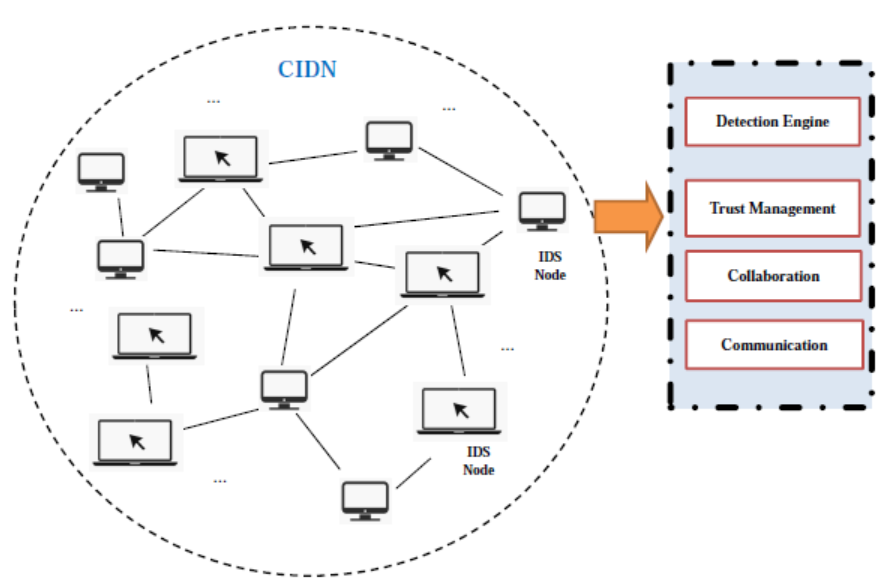 CIDN
...
...
IDS
Node
...
...
IDS
Node
...
Detection Engine
Trust Management
Collaboration
Communication